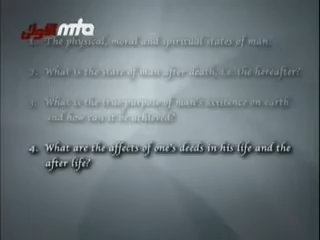 الأولى mta
1. The physical, moral and spiritual states of man.
2. What is the state of man after death, i.e. the hereafter?
3. What is the true purpose of man's existence on earth
and how can it be achieved?
4. What are the affects of one's deeds in his life and the
after life?